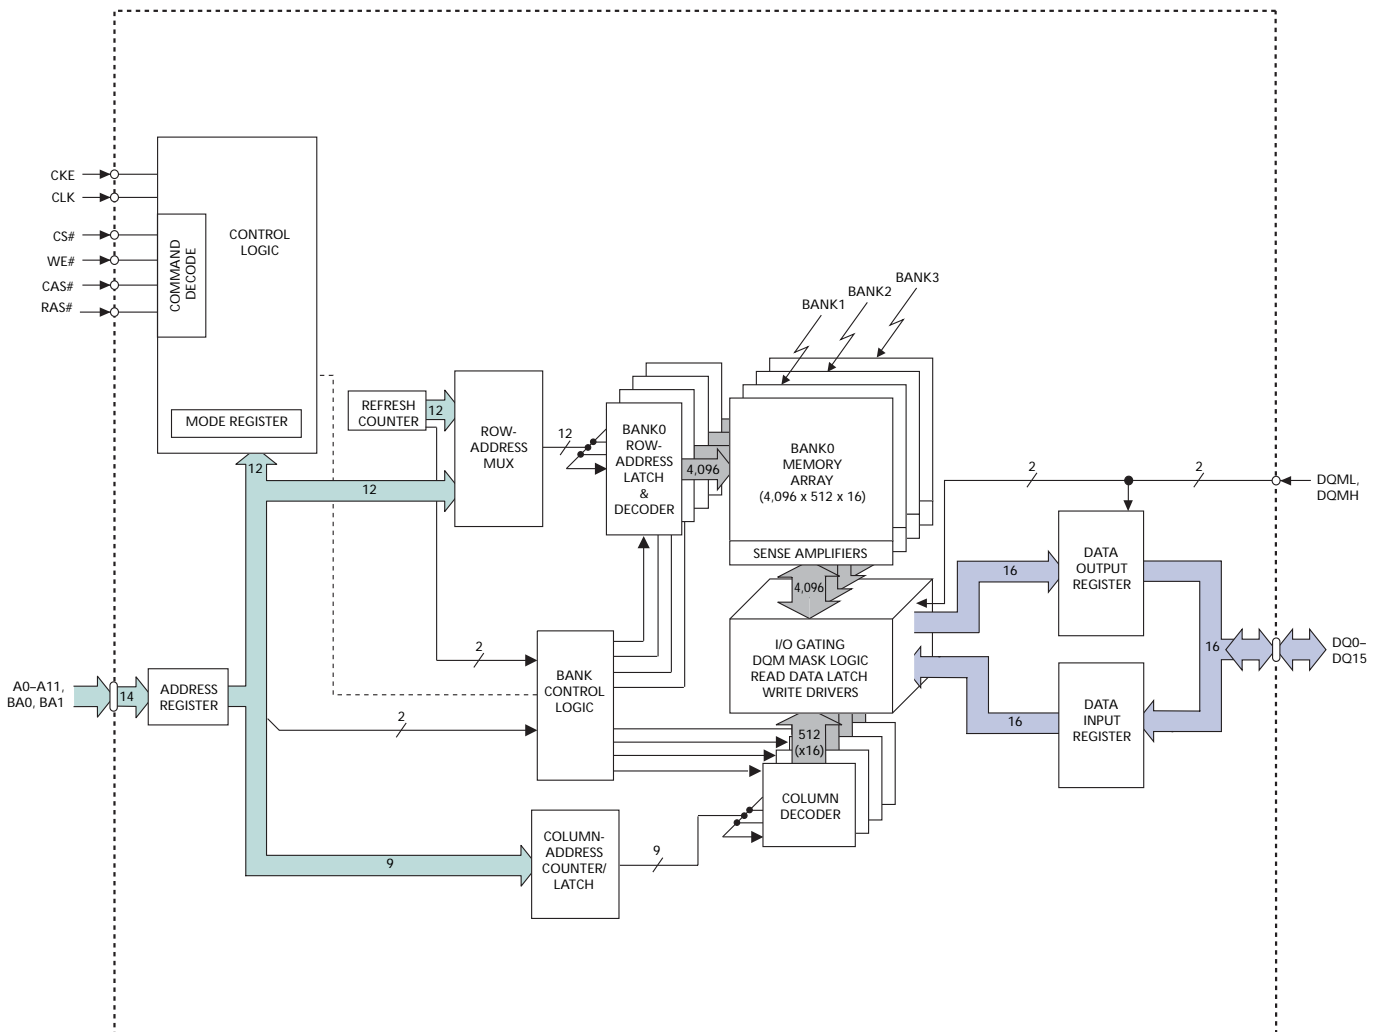 CKE
CLK
CS#
WE#
CAS#
RAS#
COMMAND
DECODE
CONTROL
LOGIC
MODE REGISTER
12
12
REFRESH
COUNTER
12
ROW-
ADDRESS
MUX
12
BANK0
ROW-
ADDRESS
LATCH
&
DECODER
4,096
BANK1
BANK2
BANK3
BANK0
MEMORY
ARRAY
(4,096 x 512 x 16)
SENSE AMPLIFIERS
4,096
I/O GATING
DQM MASK LOGIC
READ DATA LATCH
WRITE DRIVERS
2
2
DQML,
DQMH
16
DATA
OUTPUT
REGISTER
16
DQ0–
DQ15
16
DATA
INPUT
REGISTER
A0–A11,
BA0, BA1
14
ADDRESS
REGISTER
2
2
BANK
CONTROL
LOGIC
512
(x16)
COLUMN
DECODER
9
COLUMN-
ADDRESS
COUNTER/
LATCH
9